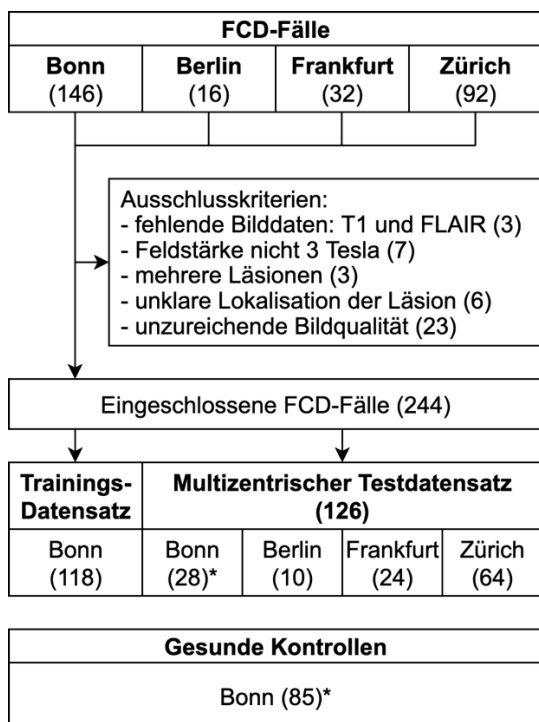 FCD-Fälle
Bonn Berlin Frankfurt Zürich
(146) (16) (32) (92)
Ausschlusskriterien:
- fehlende Bilddaten: T1 und FLAIR (3)
- Feldstärke nicht 3 Tesla (7)
- mehrere Läsionen (3)
- unklare Lokalisation der Läsion (6)
- unzureichende Bildqualität (23)
Eingeschlossene FCD-Fälle (244)
Trainings-
Datensatz
Multizentrischer Testdatensatz
(126)
Bonn Bonn Berlin Frankfurt Zürich
(118) (28)* (10) (24) (64)
Gesunde Kontrollen
Bonn (85)*